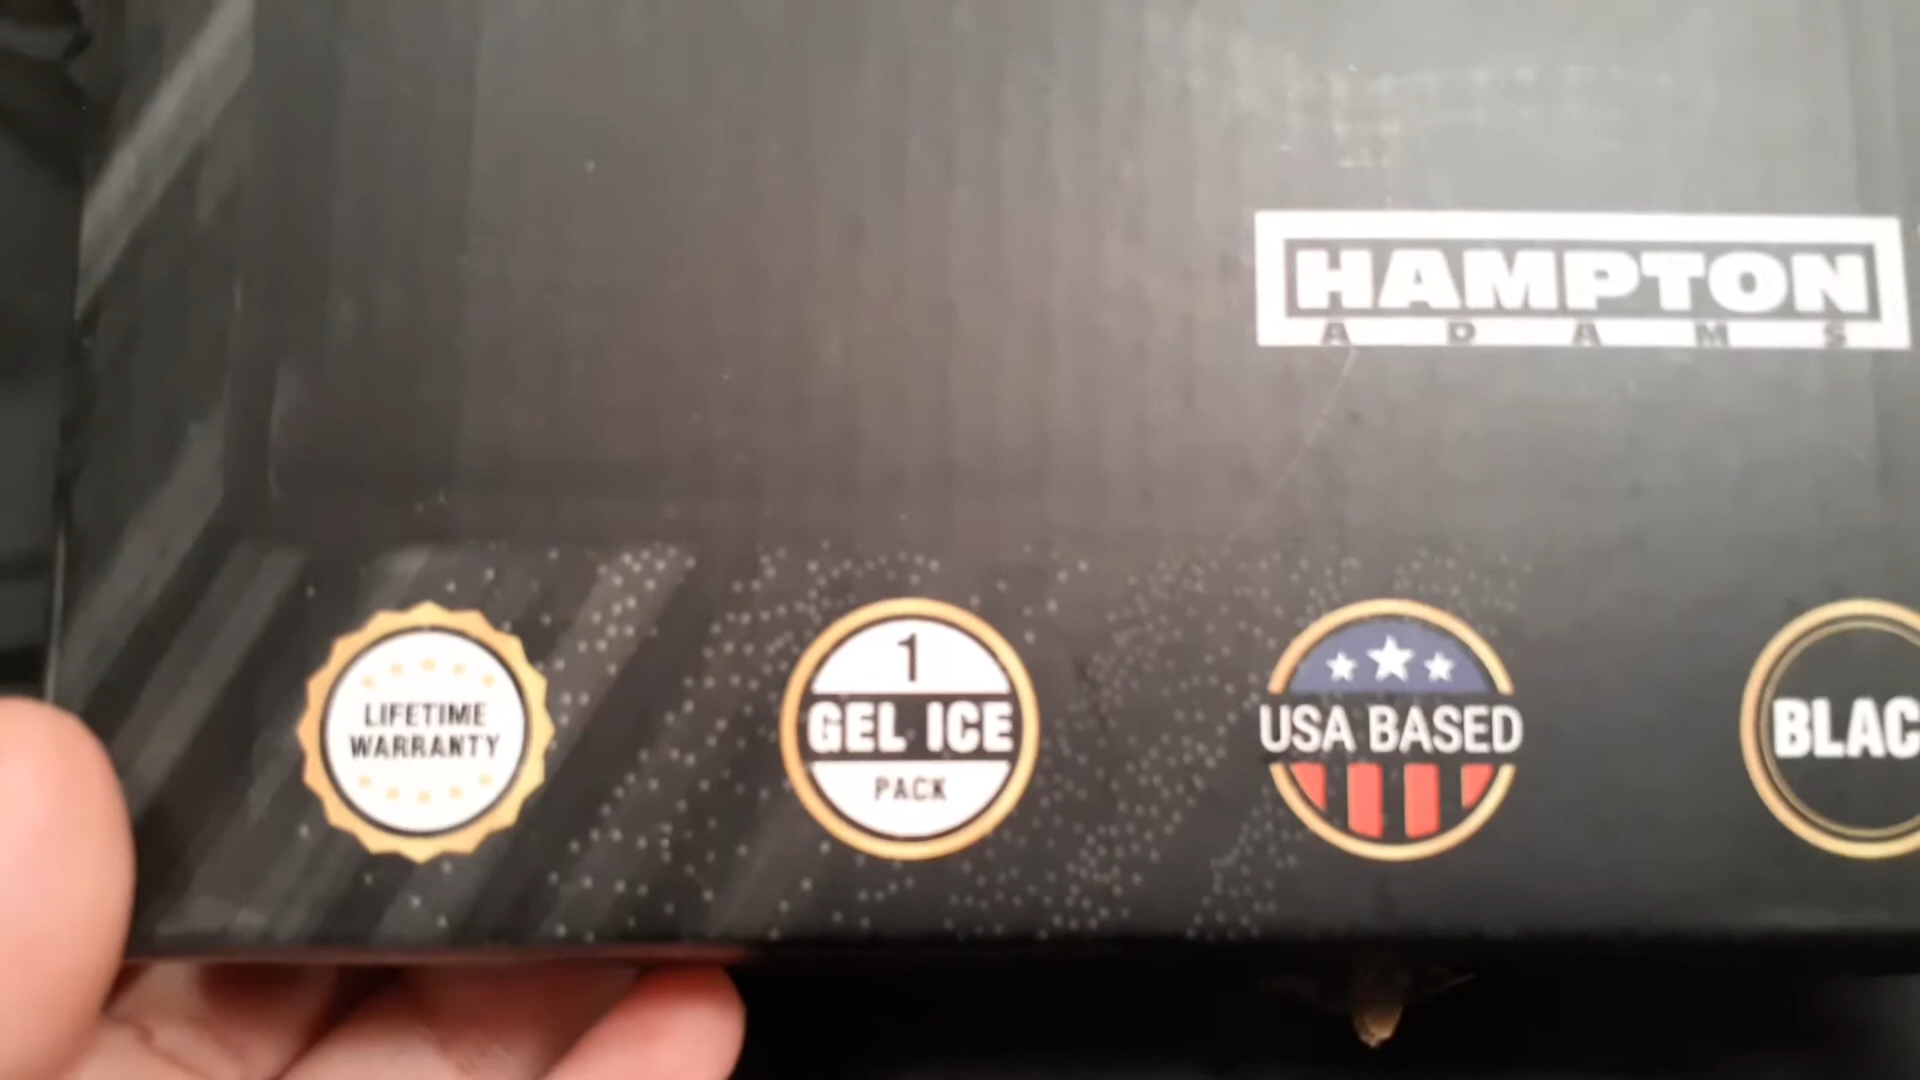 HAMPTON
ADAMS
LIFETIME
WARRANTY
1
GEL ICE
PACK
USA BASED
BLAC